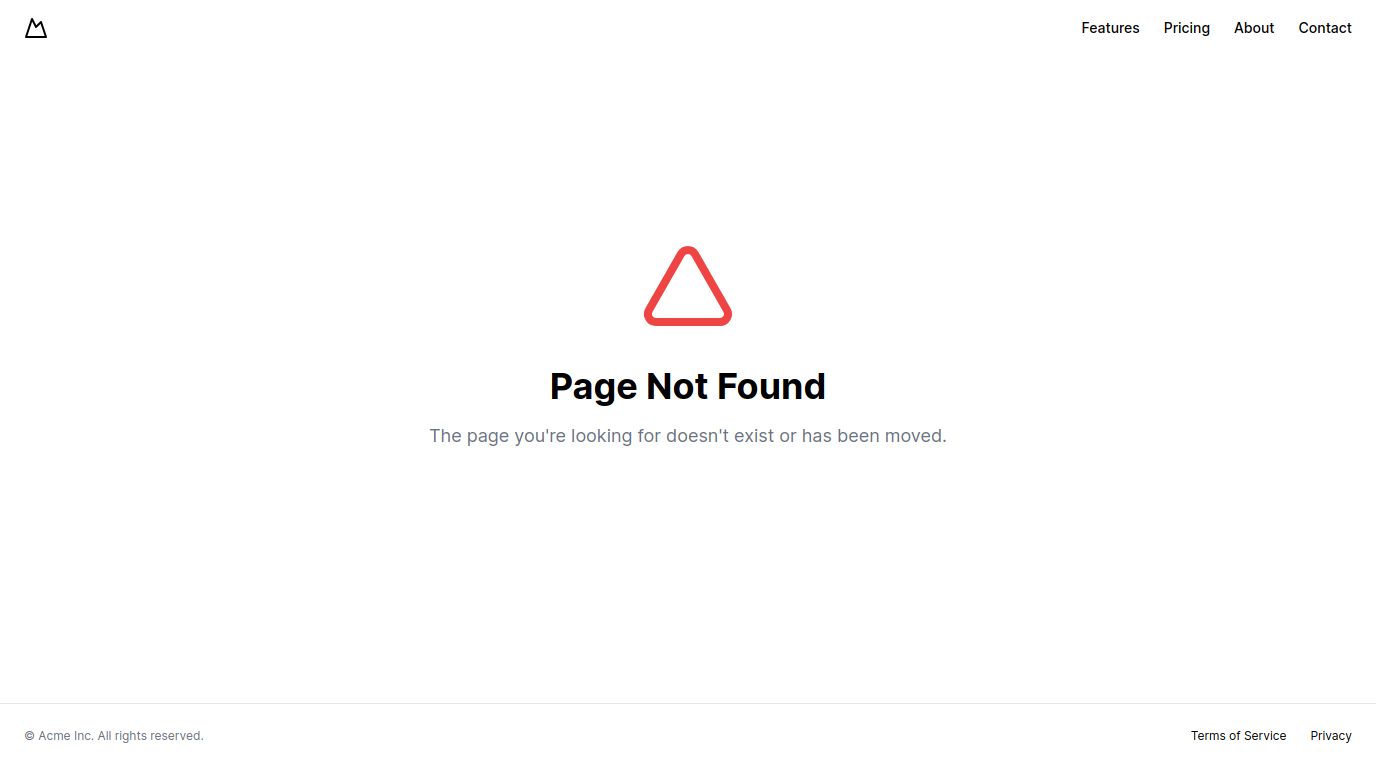 Features
Pricing
About
Contact
Page Not Found
The page you're looking for doesn't exist or has been moved.
© Acme Inc. All rights reserved.
Terms of Service
Privacy